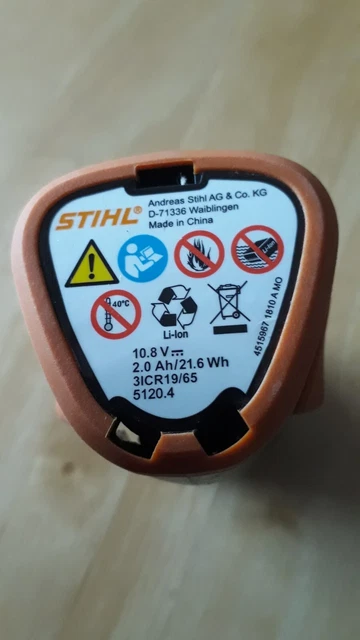 STIHL®
Andreas Stihl AG & Co. KG
D-71336 Waiblingen
Made in China
40°C
Li-Ion
10.8 V
2.0 Ah/21.6 Wh
3ICR19/65
5120.4
4515967 1810 A MO